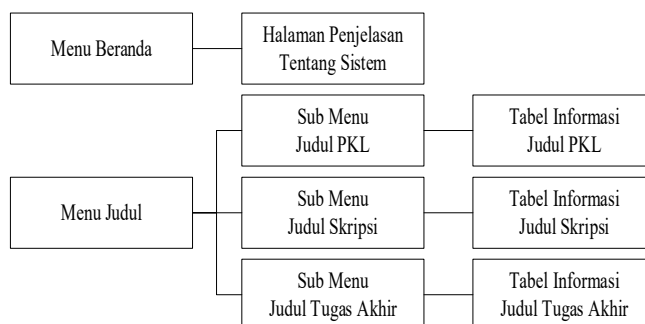 Menu Beranda
Halaman Penjelasan
Tentang Sistem
Menu Judul
Sub Menu
Judul PKL
Tabel Informasi
Judul PKL
Sub Menu
Judul Skripsi
Tabel Informasi
Judul Skripsi
Sub Menu
Judul Tugas Akhir
Tabel Informasi
Judul Tugas Akhir